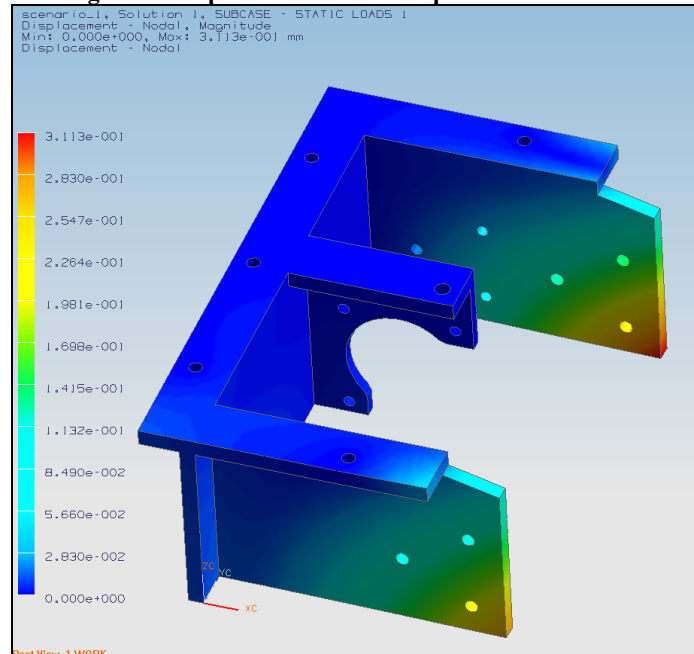 scenario_1, Solution 1, SUBCASE - STATIC LOADS 1
Displacement - Nodal, Magnitude
Min: 0.000e+000, Max: 3.113e-001 mm
Displacement - Nodal
3.113e-001
2.830e-001
2.547e-001
2.264e-001
1.981e-001
1.698e-001
1.415e-001
1.132e-001
8.490e-002
5.660e-002
2.830e-002
0.000e+000
ZC
YC
XC